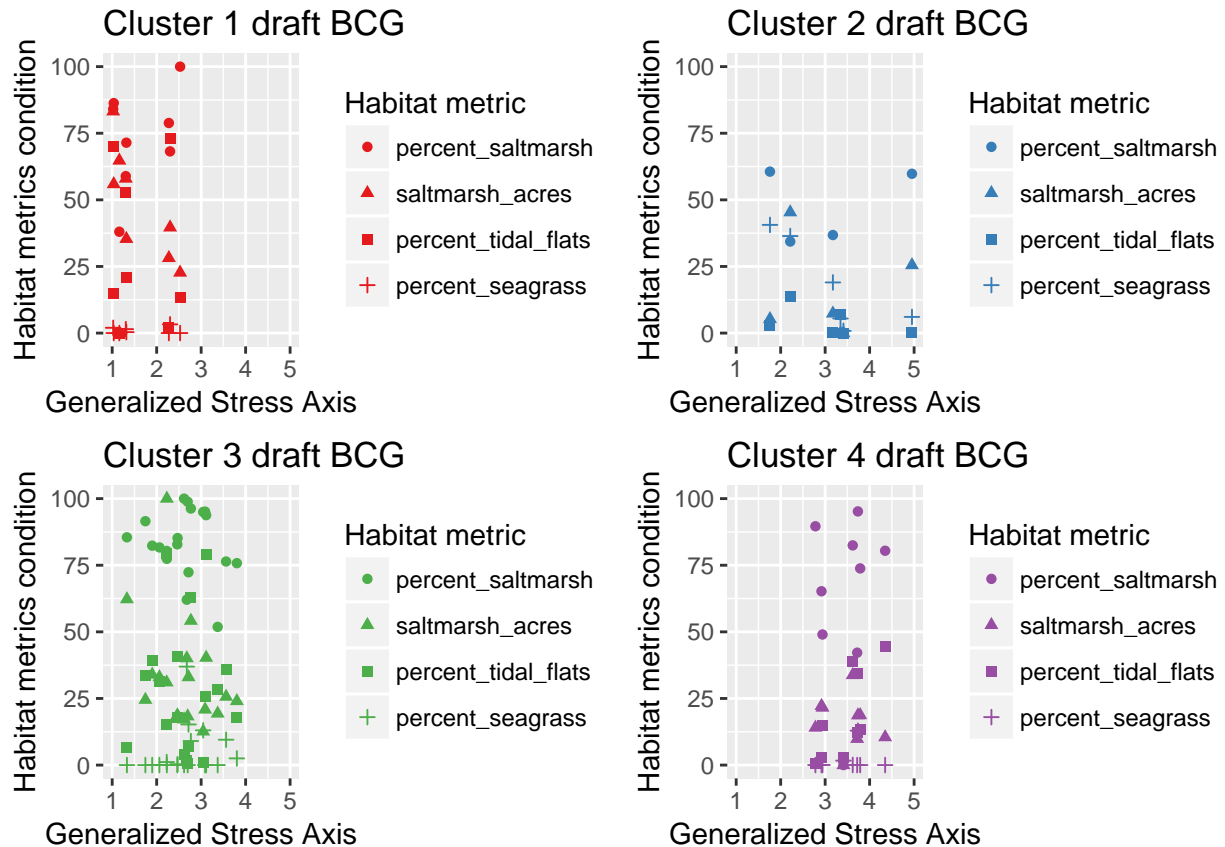 Cluster 1 draft BCG
Habitat metrics condition
100
75
50
25
0
1 2 3 4 5
Generalized Stress Axis
Habitat metric
percent_saltmarsh
saltmarsh_acres
percent_tidal_flats
percent_seagrass
Cluster 2 draft BCG
Habitat metrics condition
100
75
50
25
0
1 2 3 4 5
Generalized Stress Axis
Habitat metric
percent_saltmarsh
saltmarsh_acres
percent_tidal_flats
percent_seagrass
Cluster 3 draft BCG
Habitat metrics condition
100
75
50
25
0
1 2 3 4 5
Generalized Stress Axis
Habitat metric
percent_saltmarsh
saltmarsh_acres
percent_tidal_flats
percent_seagrass
Cluster 4 draft BCG
Habitat metrics condition
100
75
50
25
0
1 2 3 4 5
Generalized Stress Axis
Habitat metric
percent_saltmarsh
saltmarsh_acres
percent_tidal_flats
percent_seagrass